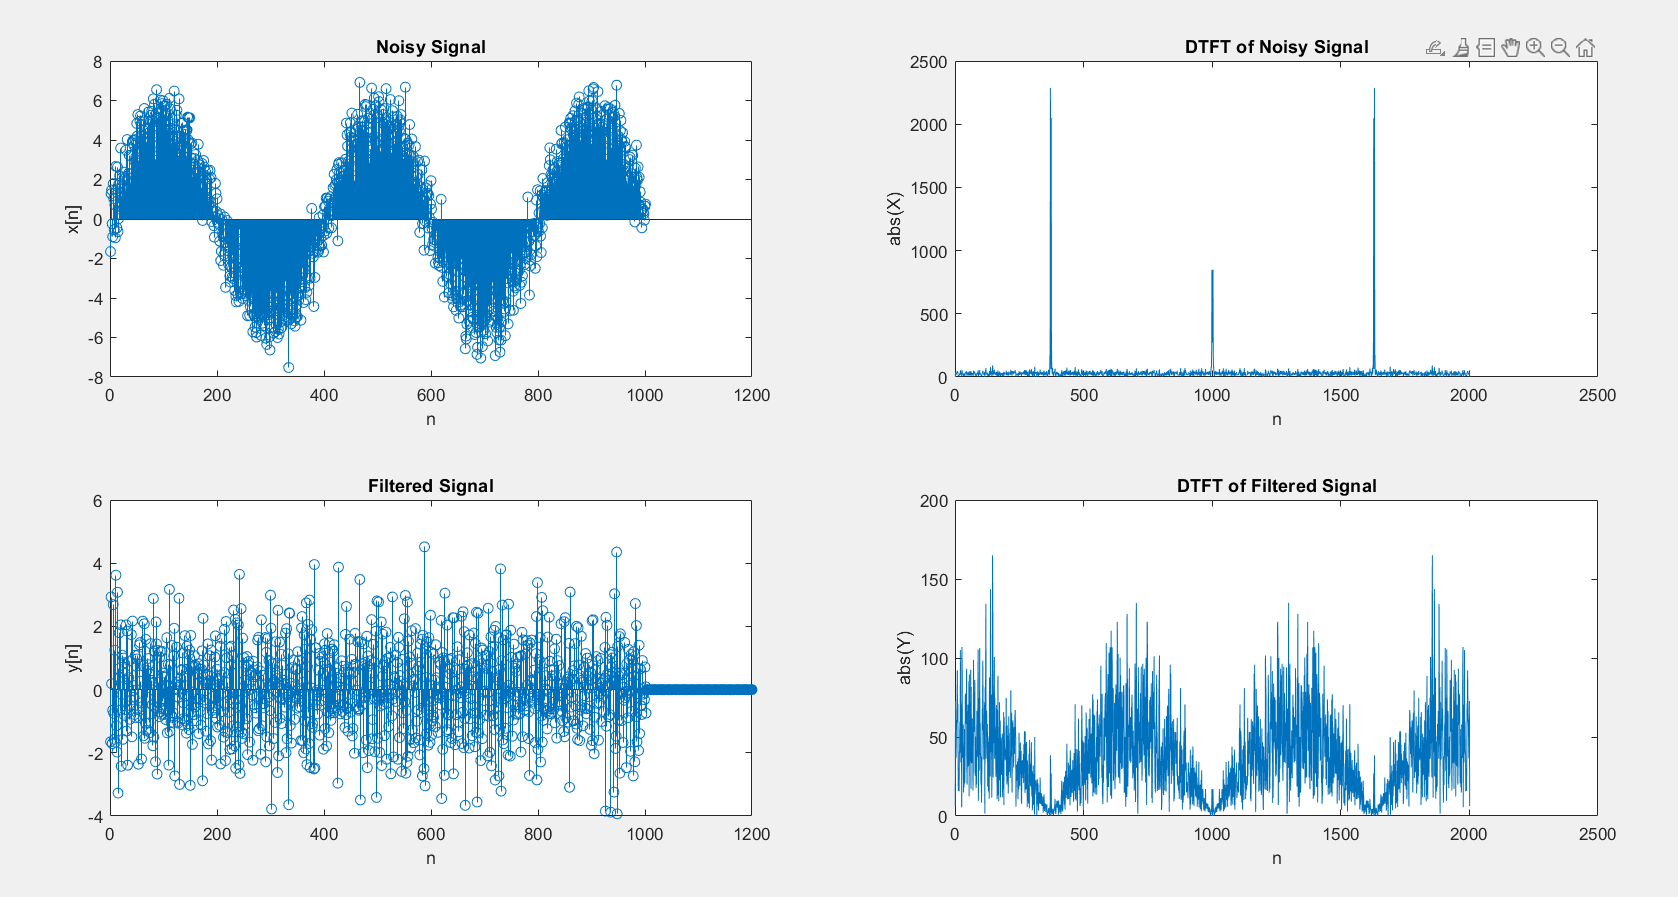 Noisy Signal
8
6
4
2
0
-2
-4
-6
-8
x[n]
0 200 400 600 800 1000 1200
n
DTFT of Noisy Signal
2500
2000
1500
1000
500
0
abs(X)
0 500 1000 1500 2000 2500
n
Filtered Signal
6
4
2
0
-2
-4
y[n]
0 200 400 600 800 1000 1200
n
DTFT of Filtered Signal
200
150
100
50
0
abs(Y)
0 500 1000 1500 2000 2500
n